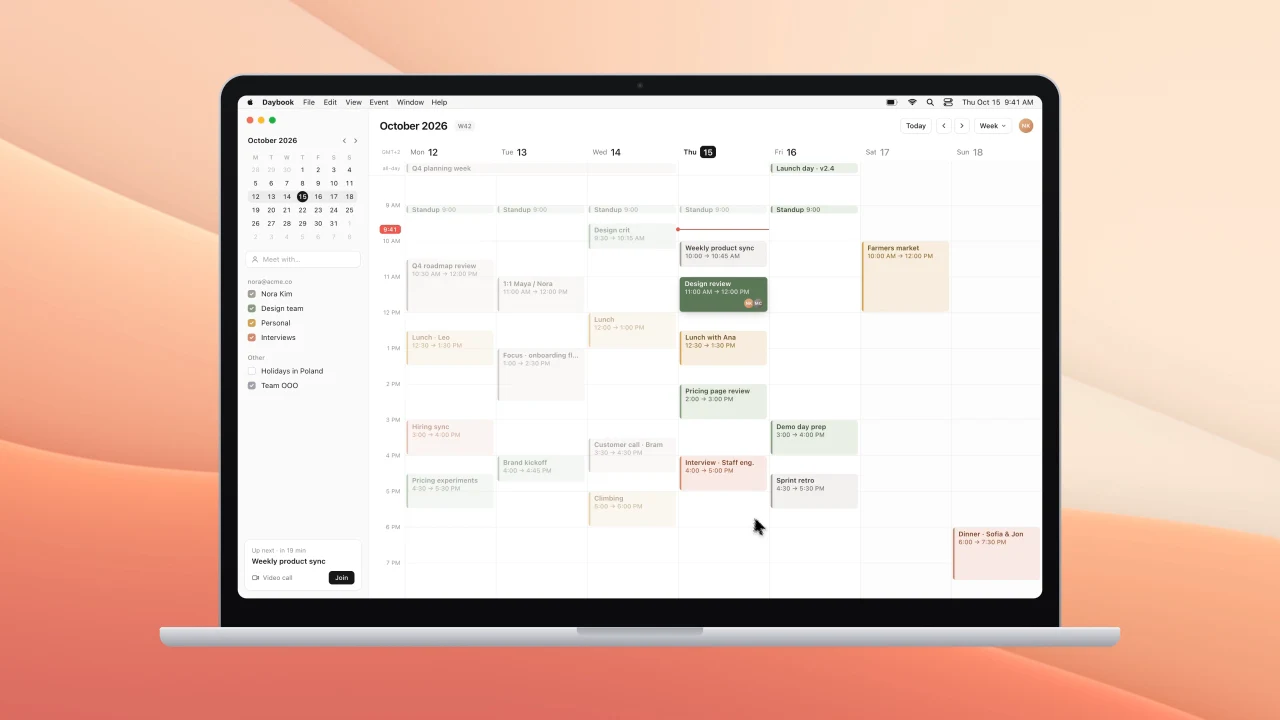 Daybook File Edit View Event Window Help
Thu Oct 15 9:41 AM
October 2026
M T W T F S S
28 29 30 1 2 3 4
5 6 7 8 9 10 11
12 13 14 15 16 17 18
19 20 21 22 23 24 25
26 27 28 29 30 31 1
2 3 4 5 6 7 8
Meet with...
nora@acme.co
Nora Kim
Design team
Personal
Interviews
Other
Holidays in Poland
Team OOO
Up next · in 19 min
Weekly product sync
Video call
Join
October 2026 W42
Today
Week
NK
GMT+2 Mon 12 Tue 13 Wed 14 Thu 15 Fri 16 Sat 17 Sun 18
all-day
Q4 planning week
Launch day · v2.4
9 AM
9:41
10 AM
11 AM
12 PM
1 PM
2 PM
3 PM
4 PM
5 PM
6 PM
7 PM
Standup 9:00
Q4 roadmap review
10:30 AM → 12:00 PM
Lunch · Leo
12:30 → 1:30 PM
Hiring sync
3:00 → 4:00 PM
Pricing experiments
4:30 → 5:30 PM
Standup 9:00
1:1 Maya / Nora
11:00 AM → 12:00 PM
Focus · onboarding fl...
1:00 → 2:30 PM
Brand kickoff
4:00 → 4:45 PM
Standup 9:00
Design crit
9:30 → 10:15 AM
Lunch
12:00 → 1:00 PM
Customer call · Bram
3:30 → 4:30 PM
Climbing
5:00 → 6:00 PM
Standup 9:00
Weekly product sync
10:00 → 10:45 AM
Design review
11:00 AM → 12:00 PM
Lunch with Ana
12:30 → 1:30 PM
Pricing page review
2:00 → 3:00 PM
Interview · Staff eng.
4:00 → 5:00 PM
Standup 9:00
Demo day prep
3:00 → 4:00 PM
Sprint retro
4:30 → 5:30 PM
Farmers market
10:00 AM → 12:00 PM
Dinner · Sofia & Jon
6:00 → 7:30 PM